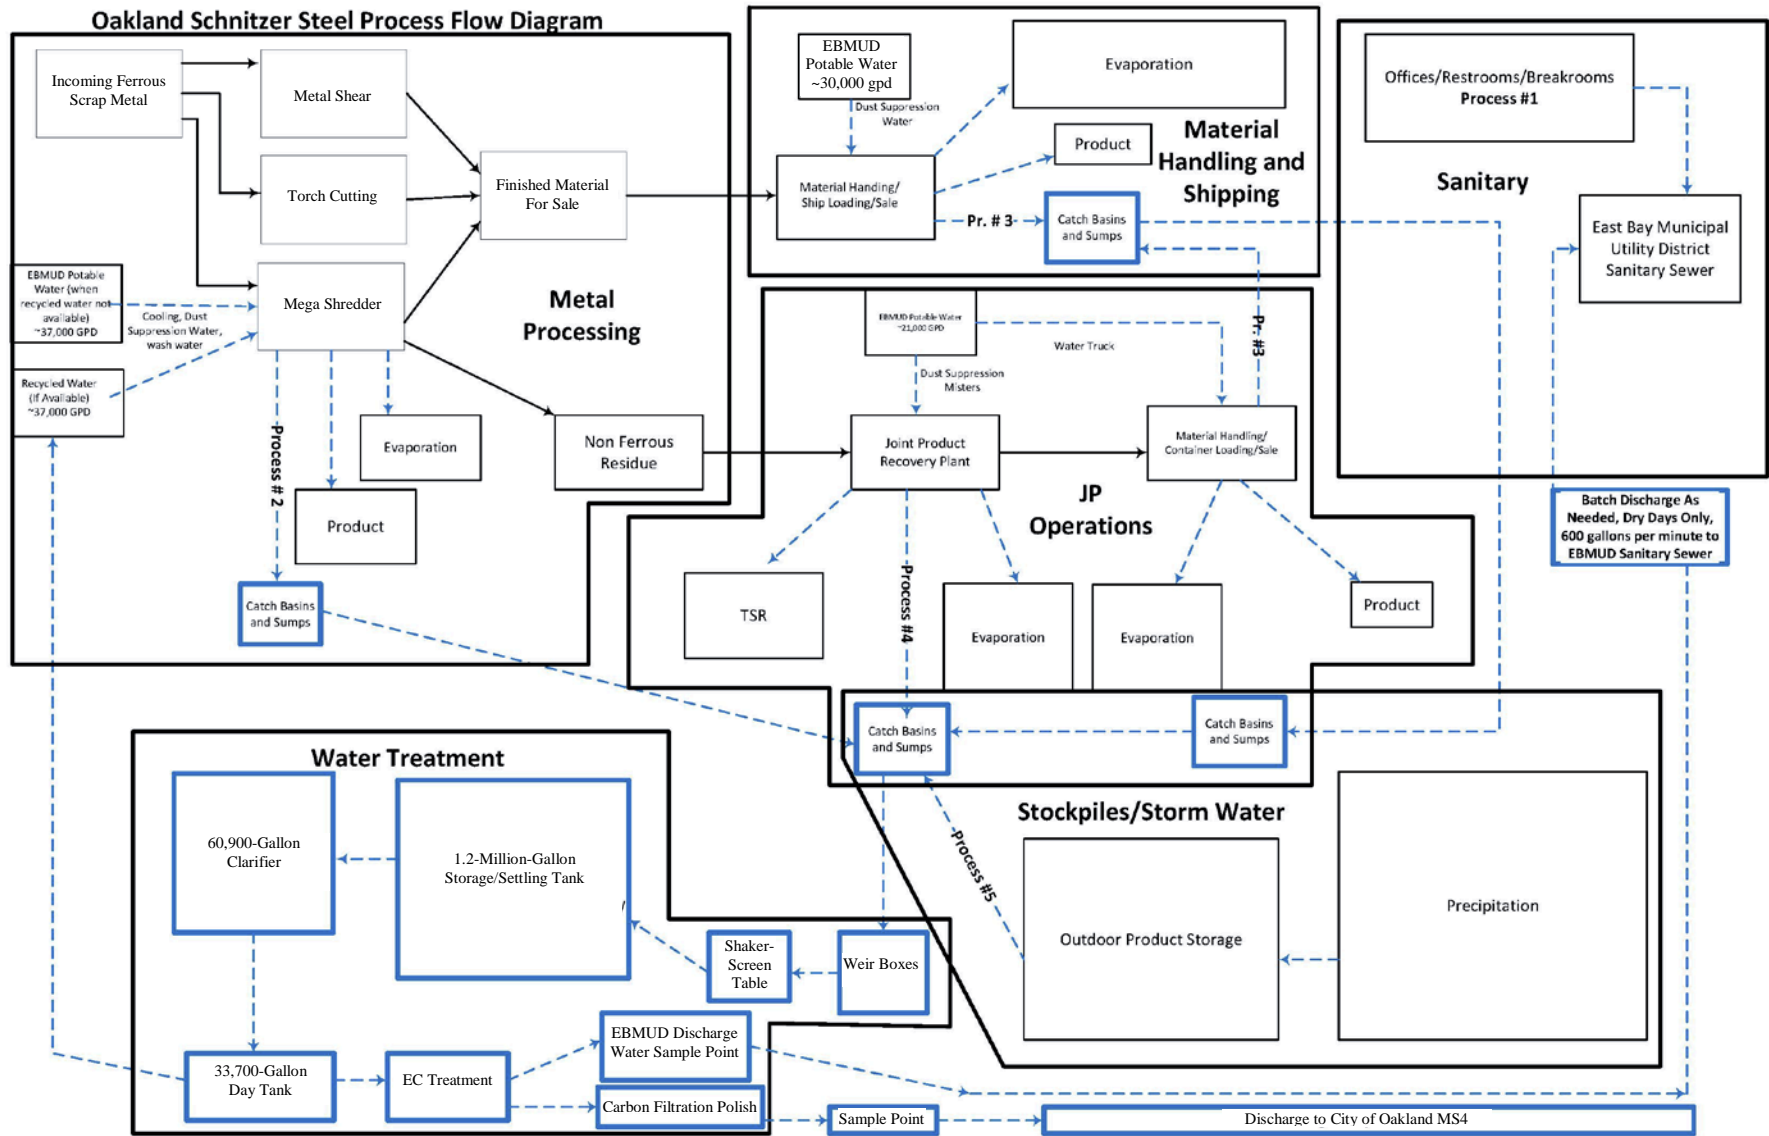 Oakland Schnitzer Steel Process Flow Diagram
Incoming Ferrous
Scrap Metal
Metal Shear
Torch Cutting
Finished Material
For Sale
EBMUD Potable
Water (when
recycled water not
available)
~37,000 GPD
Cooling, Dust
Suppression Water,
wash water
Mega Shredder
Metal
Processing
Recycled Water
(If Available)
~37,000 GPD
Process # 2
Evaporation
Product
Non Ferrous
Residue
Catch Basins
and Sumps
EBMUD
Potable Water
~30,000 gpd
Dust Suppression
Water
Evaporation
Product
Material
Handling and
Shipping
Material Handing/
Ship Loading/Sale
Pr. # 3
Catch Basins
and Sumps
Offices/Restrooms/Breakrooms
Process #1
Sanitary
East Bay Municipal
Utility District
Sanitary Sewer
Batch Discharge As
Needed, Dry Days Only,
600 gallons per minute to
EBMUD Sanitary Sewer
EBMUD Potable Water
~21,000 GPD
Water Truck
Pr. #3
Dust Suppression
Misters
Joint Product
Recovery Plant
Material Handling/
Container Loading/Sale
JP
Operations
TSR
Process #4
Evaporation
Evaporation
Product
Catch Basins
and Sumps
Catch Basins
and Sumps
Stockpiles/Storm Water
Process #5
Outdoor Product Storage
Precipitation
Water Treatment
60,900-Gallon
Clarifier
1.2-Million-Gallon
Storage/Settling Tank
/
Shaker-
Screen
Table
Weir Boxes
33,700-Gallon
Day Tank
EC Treatment
EBMUD Discharge
Water Sample Point
Carbon Filtration Polish
Sample Point
Discharge to City of Oakland MS4